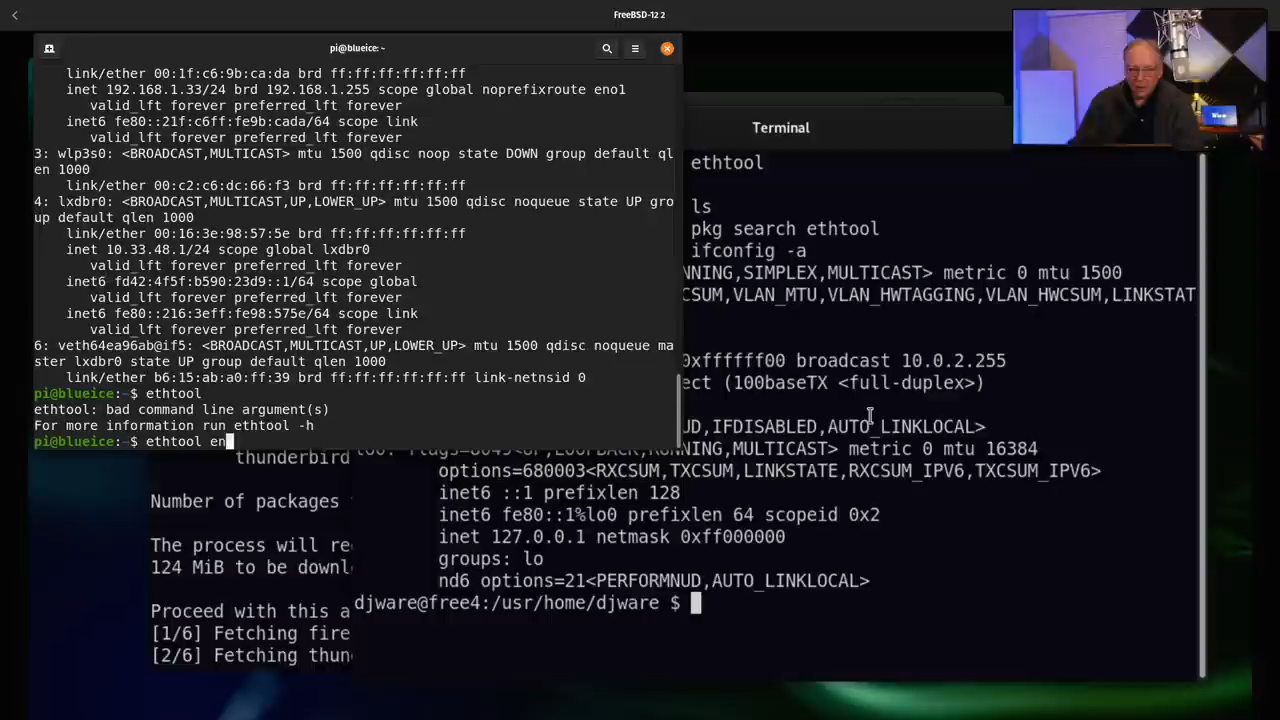 FreeBSD-12 2
pi@blueice: ~
link/ether 00:1f:c6:9b:ca:da brd ff:ff:ff:ff:ff:ff
inet 192.168.1.33/24 brd 192.168.1.255 scope global noprefixroute eno1
valid_lft forever preferred_lft forever
inet6 fe80::21f:c6ff:fe9b:cada/64 scope link
valid_lft forever preferred_lft forever
3: wlp3s0: <BROADCAST,MULTICAST> mtu 1500 qdisc noop state DOWN group default ql
en 1000
link/ether 00:c2:c6:dc:66:f3 brd ff:ff:ff:ff:ff:ff
4: lxdbr0: <BROADCAST,MULTICAST,UP,LOWER_UP> mtu 1500 qdisc noqueue state UP gro
up default qlen 1000
link/ether 00:16:3e:98:57:5e brd ff:ff:ff:ff:ff:ff
inet 10.33.48.1/24 scope global lxdbr0
valid_lft forever preferred_lft forever
inet6 fd42:4f5f:b590:23d9::1/64 scope global
valid_lft forever preferred_lft forever
inet6 fe80::216:3eff:fe98:575e/64 scope link
valid_lft forever preferred_lft forever
6: veth64ea96ab@if5: <BROADCAST,MULTICAST,UP,LOWER_UP> mtu 1500 qdisc noqueue ma
ster lxdbr0 state UP group default qlen 1000
link/ether b6:15:ab:a0:ff:39 brd ff:ff:ff:ff:ff:ff link-netnsid 0
pi@blueice:~$ ethtool
ethtool: bad command line argument(s)
For more information run ethtool -h
pi@blueice:~$ ethtool en
Terminal
ethtool
ls
pkg search ethtool
ifconfig -a
NNING,SIMPLEX,MULTICAST> metric 0 mtu 1500
CSUM,VLAN_MTU,VLAN_HWTAGGING,VLAN_HWCSUM,LINKSTAT
0xffffff00 broadcast 10.0.2.255
ect (100baseTX <full-duplex>)
UD,IFDISABLED,AUTO_LINKLOCAL>
NNING,MULTICAST> metric 0 mtu 16384
options=680003<RXCSUM,TXCSUM,LINKSTATE,RXCSUM_IPV6,TXCSUM_IPV6>
inet6 ::1 prefixlen 128
inet6 fe80::1%lo0 prefixlen 64 scopeid 0x2
inet 127.0.0.1 netmask 0xff000000
groups: lo
nd6 options=21<PERFORMNUD,AUTO_LINKLOCAL>
djware@free4:/usr/home/djware $
thunderbird
Number of packages
The process will re
124 MiB to be downl
Proceed with this a
[1/6] Fetching fire
[2/6] Fetching thun